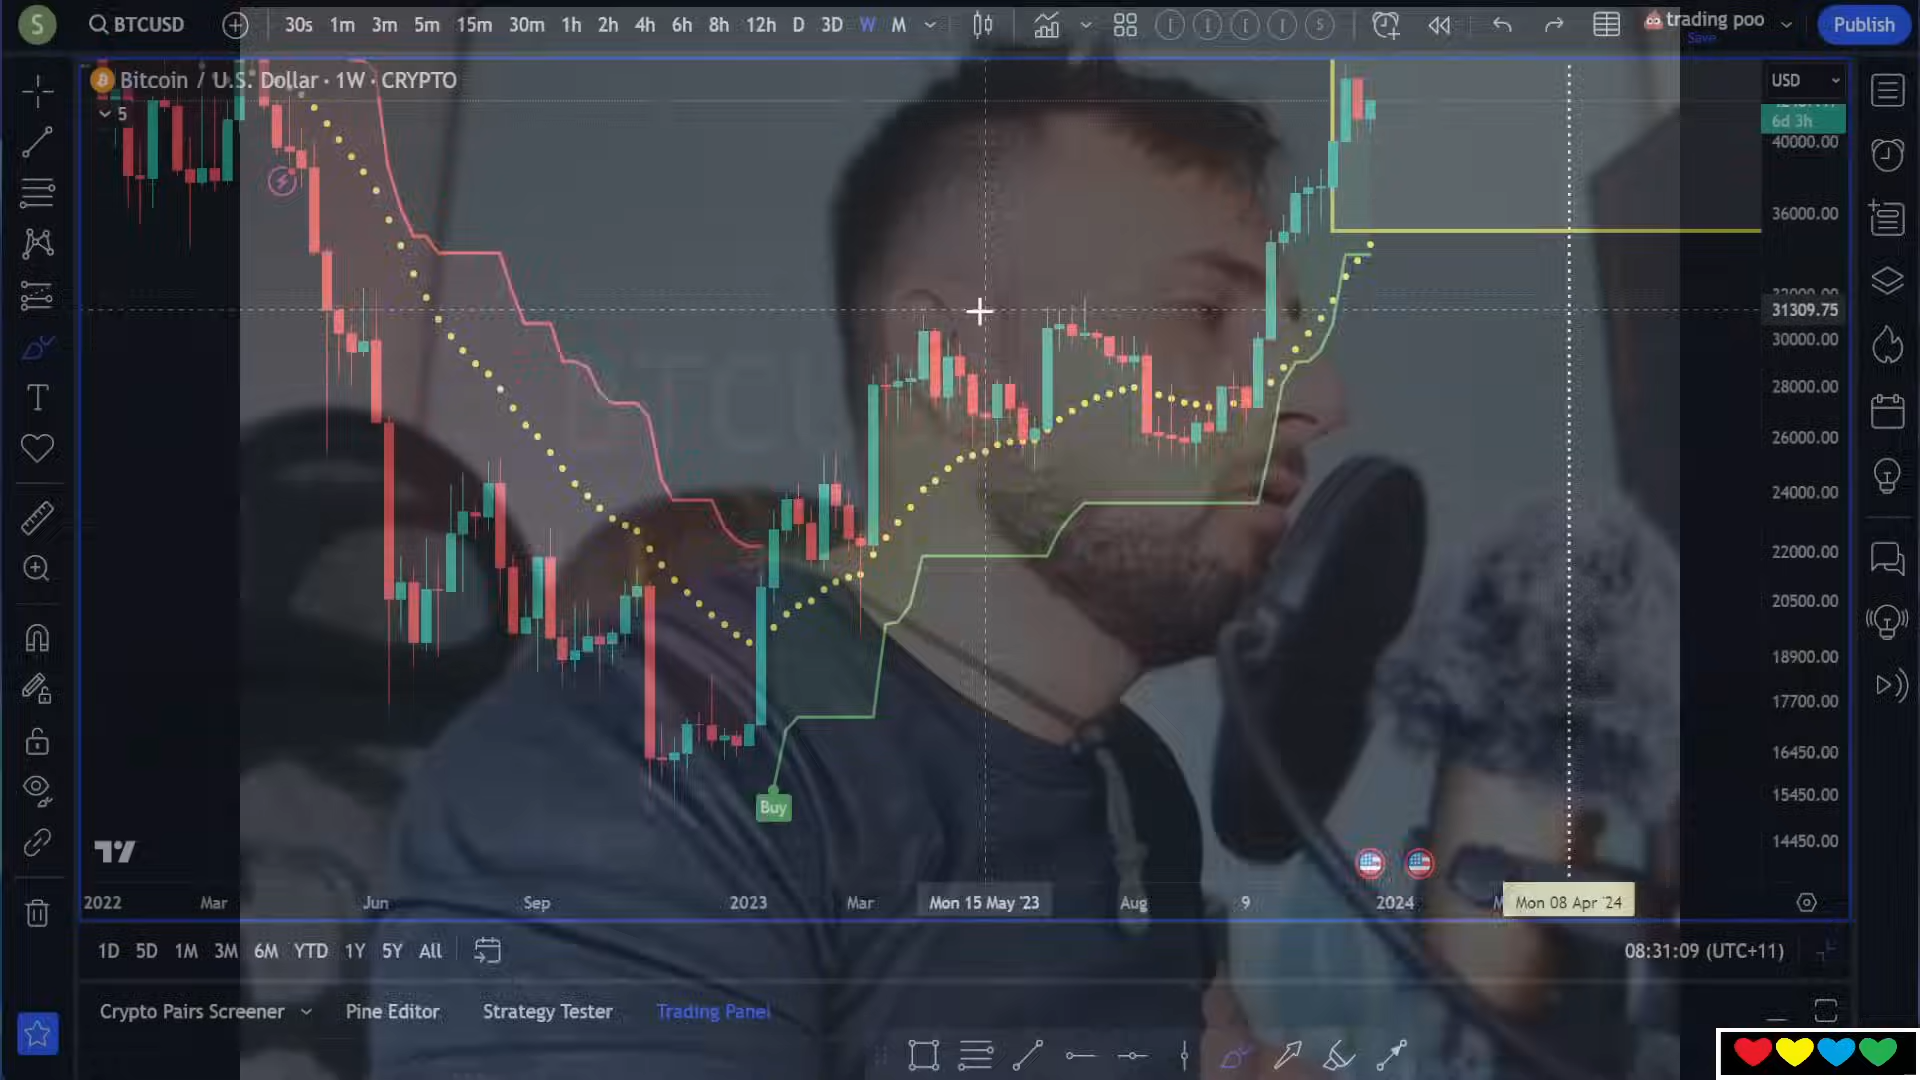 S BTCUSD 30s 1m 3m 5m 15m 30m 1h 2h 4h 6h 8h 12h D 3D W M S trading poo Publish
Save
Bitcoin / U.S. Dollar · 1W · CRYPTO USD
5
6d 3h
40000.00
36000.00
31309.75
30000.00
28000.00
26000.00
24000.00
22000.00
20500.00
18900.00
17700.00
16450.00
15450.00
14450.00
Buy
2022 Mar Jun Sep 2023 Mar Mon 15 May '23 Aug 9 2024 Mon 08 Apr '24
1D 5D 1M 3M 6M YTD 1Y 5Y All 08:31:09 (UTC+11)
Crypto Pairs Screener Pine Editor Strategy Tester Trading Panel